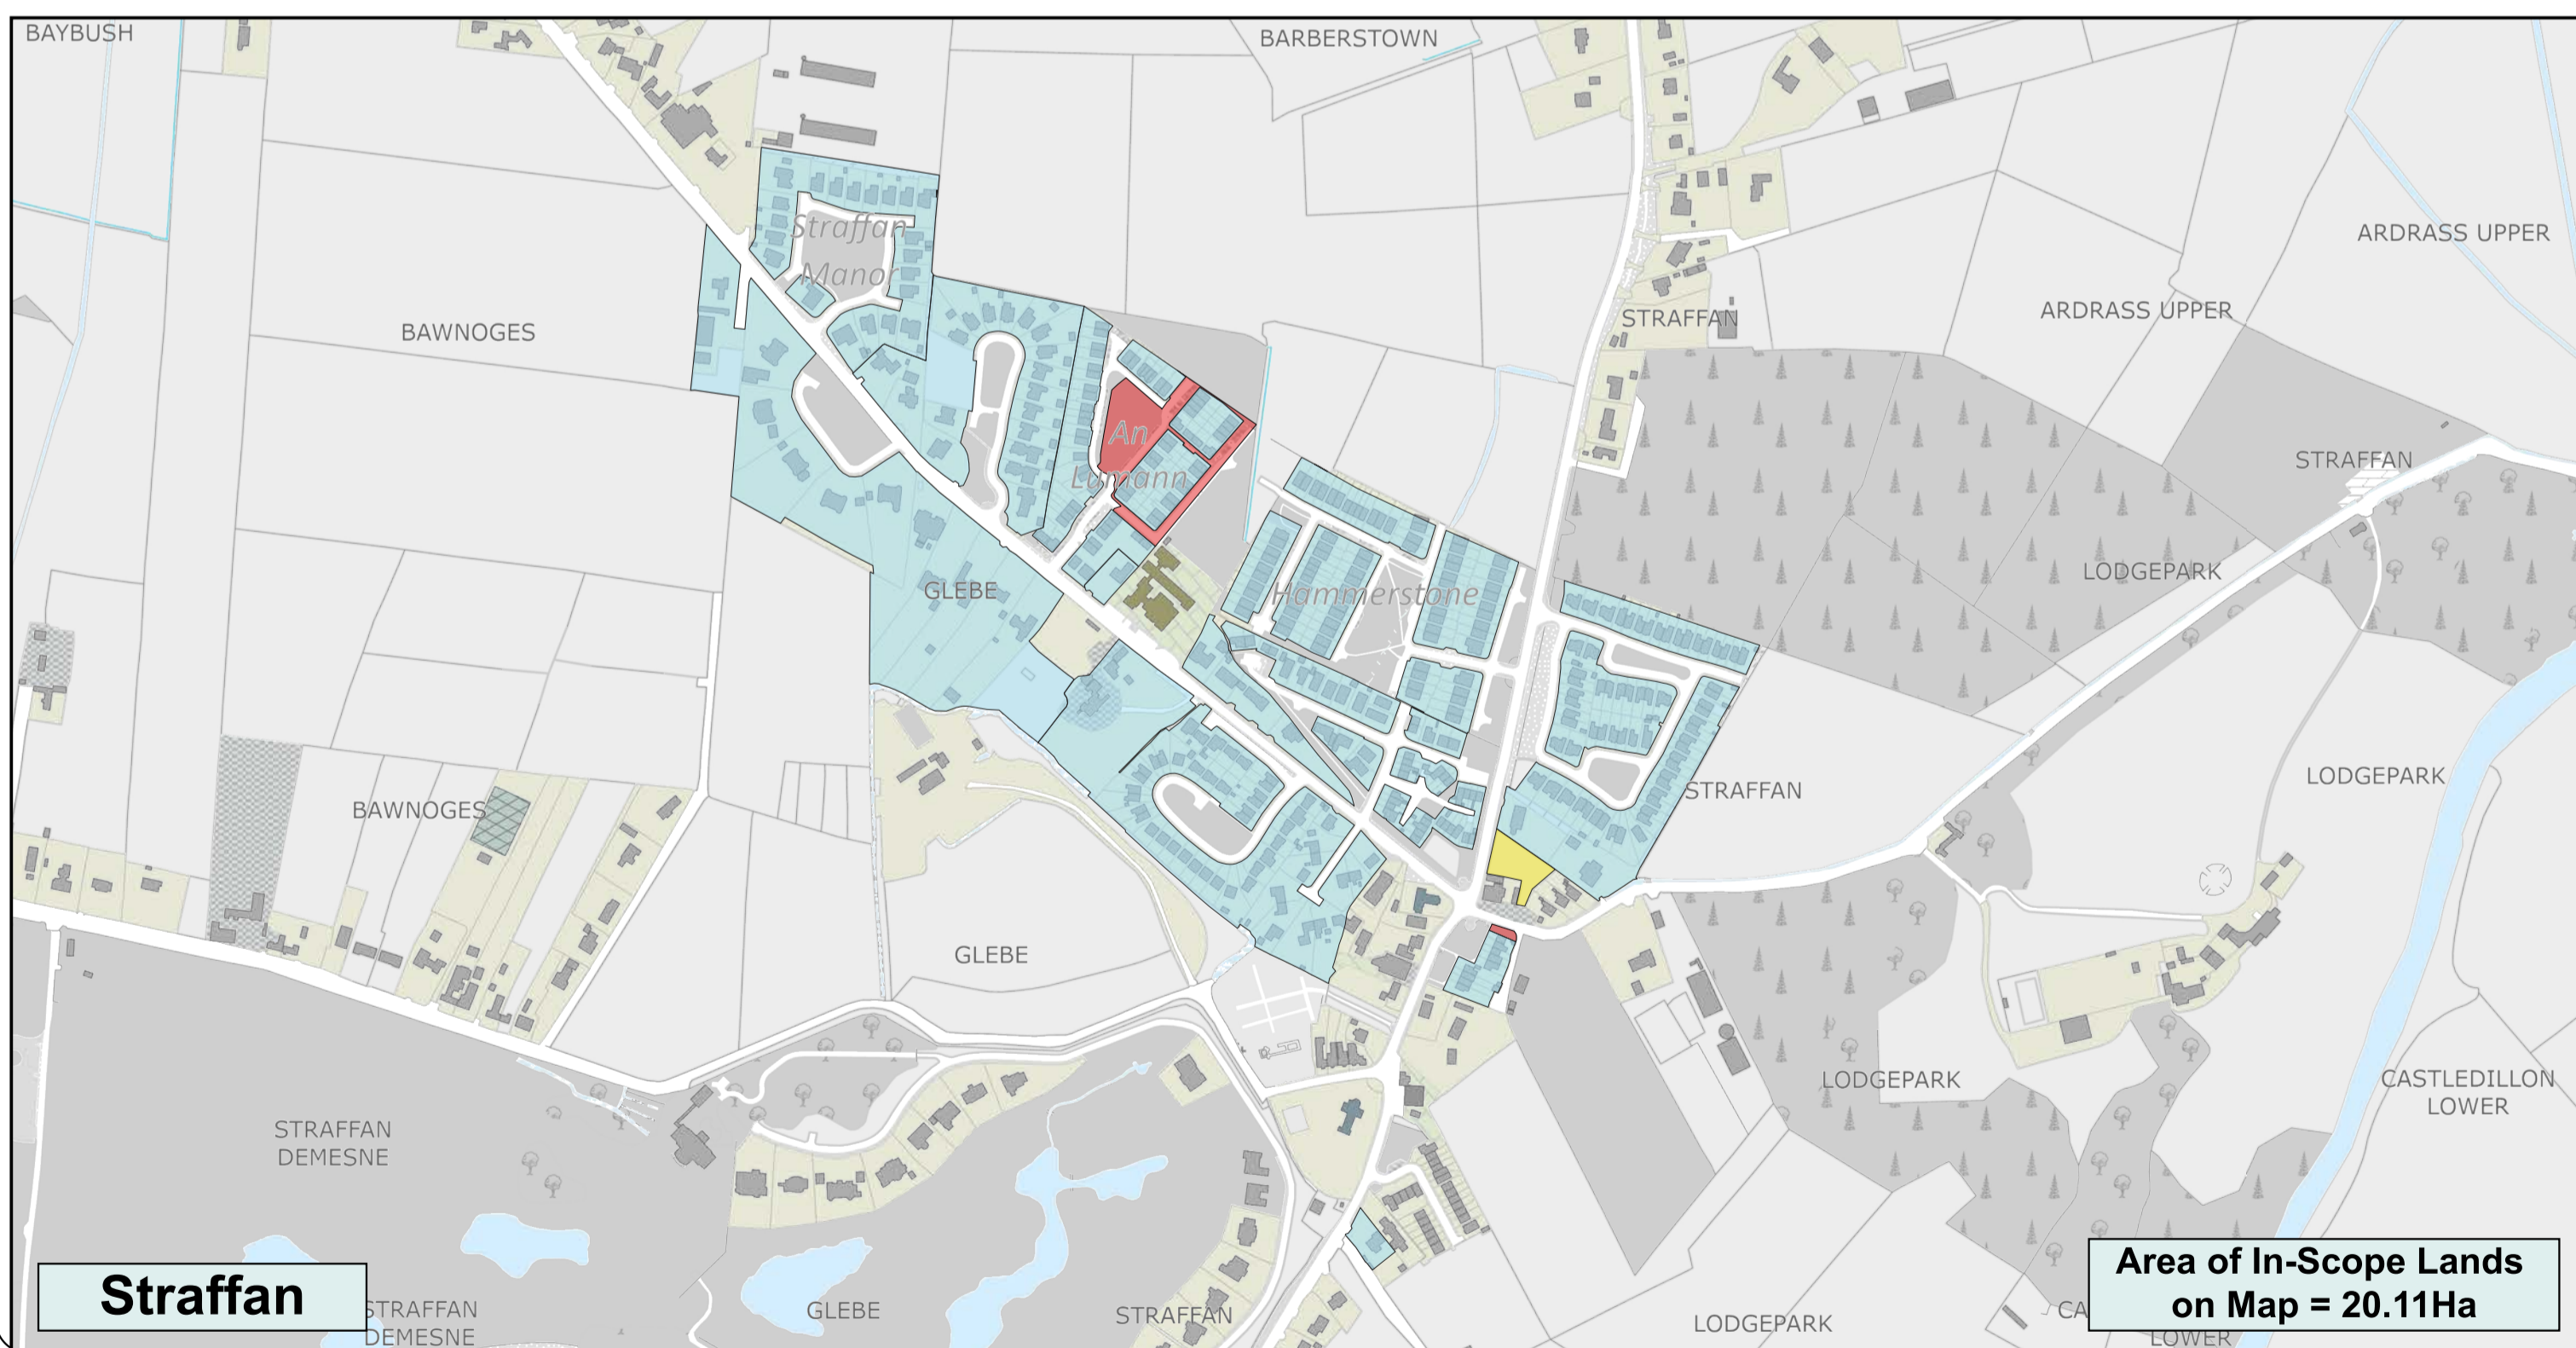 BAYBUSH
BARBERSTOWN
Straffan
Manor
ARDRASS UPPER
ARDRASS UPPER
BAWNOGES
STRAFFAN
An
Lumann
STRAFFAN
LODGEPARK
GLEBE
Hammerstone
LODGEPARK
STRAFFAN
BAWNOGES
GLEBE
LODGEPARK
CASTLEDILLON
LOWER
STRAFFAN
DEMESNE
Straffan
STRAFFAN
DEMESNE
GLEBE
STRAFFAN
LODGEPARK
CA
LOWER
Area of In-Scope Lands
on Map = 20.11Ha